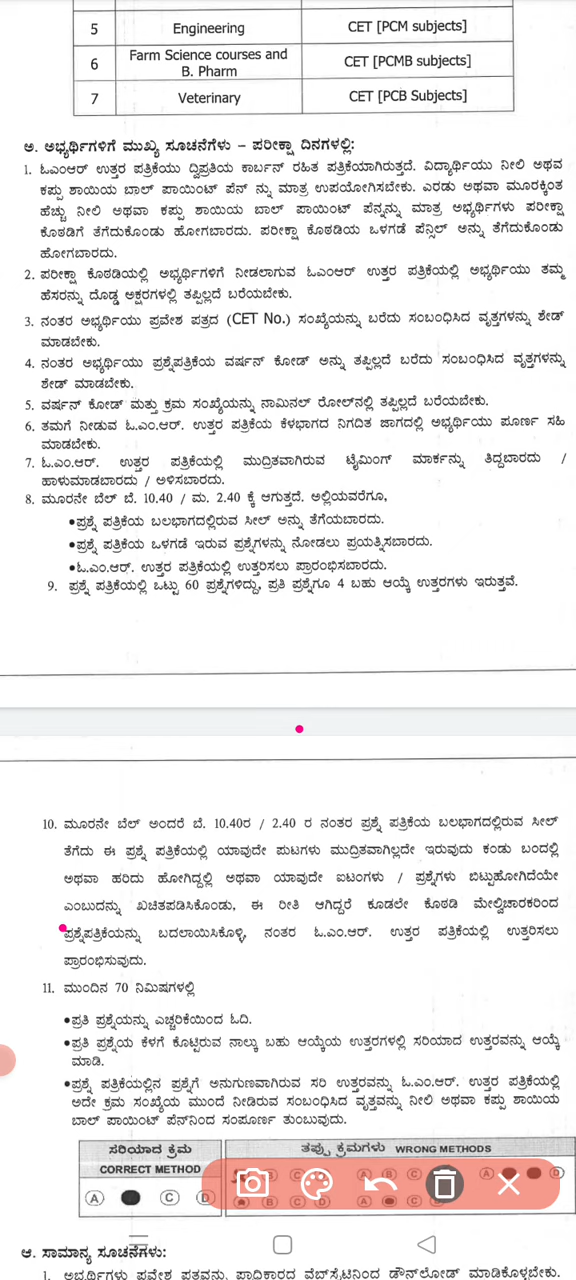 5 Engineering CET [PCM subjects]
6 Farm Science courses and B. Pharm CET [PCMB subjects]
7 Veterinary CET [PCB Subjects]
ಅ. ಅಭ್ಯರ್ಥಿಗಳಿಗೆ ಮುಖ್ಯ ಸೂಚನೆಗಳು – ಪರೀಕ್ಷಾ ದಿನಗಳಲ್ಲಿ:
1. ಓಎಂಆರ್ ಉತ್ತರ ಪತ್ರಿಕೆಯು ದ್ವಿಪ್ರತಿಯ ಕಾರ್ಬನ್ ರಹಿತ ಪತ್ರಿಕೆಯಾಗಿರುತ್ತದೆ. ವಿದ್ಯಾರ್ಥಿಯು ನೀಲಿ ಅಥವ
ಕಪ್ಪು ಶಾಯಿಯ ಬಾಲ್ ಪಾಯಿಂಟ್ ಪೆನ್ ನ್ನು ಮಾತ್ರ ಉಪಯೋಗಿಸಬೇಕು. ಎರಡು ಅಥವಾ ಮೂರಕ್ಕಿಂತ
ಹೆಚ್ಚು ನೀಲಿ ಅಥವಾ ಕಪ್ಪು ಶಾಯಿಯ ಬಾಲ್ ಪಾಯಿಂಟ್ ಪೆನ್ನನ್ನು ಮಾತ್ರ ಅಭ್ಯರ್ಥಿಗಳು ಪರೀಕ್ಷಾ
ಕೊಠಡಿಗೆ ತೆಗೆದುಕೊಂಡು ಹೋಗಬಾರದು. ಪರೀಕ್ಷಾ ಕೊಠಡಿಯ ಒಳಗಡೆ ಪೆನ್ಸಿಲ್ ಅನ್ನು ತೆಗೆದುಕೊಂಡು
ಹೋಗಬಾರದು.
2. ಪರೀಕ್ಷಾ ಕೊಠಡಿಯಲ್ಲಿ ಅಭ್ಯರ್ಥಿಗಳಿಗೆ ನೀಡಲಾಗುವ ಓಎಂಆರ್ ಉತ್ತರ ಪತ್ರಿಕೆಯಲ್ಲಿ ಅಭ್ಯರ್ಥಿಯು ತಮ್ಮ
ಹೆಸರನ್ನು ದೊಡ್ಡ ಅಕ್ಷರಗಳಲ್ಲಿ ತಪ್ಪಿಲ್ಲದೆ ಬರೆಯಬೇಕು.
3. ನಂತರ ಅಭ್ಯರ್ಥಿಯು ಪ್ರವೇಶ ಪತ್ರದ (CET No.) ಸಂಖ್ಯೆಯನ್ನು ಬರೆದು ಸಂಬಂಧಿಸಿದ ವೃತ್ತಗಳನ್ನು ಶೇಡ್
ಮಾಡಬೇಕು.
4. ನಂತರ ಅಭ್ಯರ್ಥಿಯು ಪ್ರಶ್ನೆಪತ್ರಿಕೆಯ ವರ್ಷನ್ ಕೋಡ್ ಅನ್ನು ತಪ್ಪಿಲ್ಲದೆ ಬರೆದು ಸಂಬಂಧಿಸಿದ ವೃತ್ತಗಳನ್ನು
ಶೇಡ್ ಮಾಡಬೇಕು.
5. ವರ್ಷನ್ ಕೋಡ್ ಮತ್ತು ಕ್ರಮ ಸಂಖ್ಯೆಯನ್ನು ನಾಮಿನಲ್ ರೋಲ್‌ನಲ್ಲಿ ತಪ್ಪಿಲ್ಲದೆ ಬರೆಯಬೇಕು.
6. ತಮಗೆ ನೀಡುವ ಓ.ಎಂ.ಆರ್. ಉತ್ತರ ಪತ್ರಿಕೆಯ ಕೆಳಭಾಗದ ನಿಗದಿತ ಜಾಗದಲ್ಲಿ ಅಭ್ಯರ್ಥಿಯು ಪೂರ್ಣ ಸಹಿ
ಮಾಡಬೇಕು.
7. ಓ.ಎಂ.ಆರ್. ಉತ್ತರ ಪತ್ರಿಕೆಯಲ್ಲಿ ಮುದ್ರಿತವಾಗಿರುವ ಟೈಮಿಂಗ್ ಮಾರ್ಕನ್ನು ತಿದ್ದಬಾರದು /
ಹಾಳುಮಾಡಬಾರದು / ಅಳಿಸಬಾರದು.
8. ಮೂರನೇ ಬೆಲ್ ಬೆ. 10.40 / ಮ. 2.40 ಕ್ಕೆ ಆಗುತ್ತದೆ. ಅಲ್ಲಿಯವರೆಗೂ,
•ಪ್ರಶ್ನೆ ಪತ್ರಿಕೆಯ ಬಲಭಾಗದಲ್ಲಿರುವ ಸೀಲ್ ಅನ್ನು ತೆಗೆಯಬಾರದು.
•ಪ್ರಶ್ನೆ ಪತ್ರಿಕೆಯ ಒಳಗಡೆ ಇರುವ ಪ್ರಶ್ನೆಗಳನ್ನು ನೋಡಲು ಪ್ರಯತ್ನಿಸಬಾರದು.
•ಓ.ಎಂ.ಆರ್. ಉತ್ತರ ಪತ್ರಿಕೆಯಲ್ಲಿ ಉತ್ತರಿಸಲು ಪ್ರಾರಂಭಿಸಬಾರದು.
9. ಪ್ರಶ್ನೆ ಪತ್ರಿಕೆಯಲ್ಲಿ ಒಟ್ಟು 60 ಪ್ರಶ್ನೆಗಳಿದ್ದು, ಪ್ರತಿ ಪ್ರಶ್ನೆಗೂ 4 ಬಹು ಆಯ್ಕೆ ಉತ್ತರಗಳು ಇರುತ್ತವೆ.
10. ಮೂರನೇ ಬೆಲ್ ಅಂದರೆ ಬೆ. 10.40ರ / 2.40 ರ ನಂತರ ಪ್ರಶ್ನೆ ಪತ್ರಿಕೆಯ ಬಲಭಾಗದಲ್ಲಿರುವ ಸೀಲ್
ತೆಗೆದು ಈ ಪ್ರಶ್ನೆ ಪತ್ರಿಕೆಯಲ್ಲಿ ಯಾವುದೇ ಪುಟಗಳು ಮುದ್ರಿತವಾಗಿಲ್ಲದೇ ಇರುವುದು ಕಂಡು ಬಂದಲ್ಲಿ
ಅಥವಾ ಹರಿದು ಹೋಗಿದ್ದಲ್ಲಿ ಅಥವಾ ಯಾವುದೇ ಐಟಂಗಳು / ಪ್ರಶ್ನೆಗಳು ಬಿಟ್ಟುಹೋಗಿದೆಯೇ
ಎಂಬುದನ್ನು ಖಚಿತಪಡಿಸಿಕೊಂಡು, ಈ ರೀತಿ ಆಗಿದ್ದರೆ ಕೂಡಲೇ ಕೊಠಡಿ ಮೇಲ್ವಿಚಾರಕರಿಂದ
ಪ್ರಶ್ನೆಪತ್ರಿಕೆಯನ್ನು ಬದಲಾಯಿಸಿಕೊಳ್ಳಿ, ನಂತರ ಓ.ಎಂ.ಆರ್. ಉತ್ತರ ಪತ್ರಿಕೆಯಲ್ಲಿ ಉತ್ತರಿಸಲು
ಪ್ರಾರಂಭಿಸುವುದು.
11. ಮುಂದಿನ 70 ನಿಮಿಷಗಳಲ್ಲಿ
•ಪ್ರತಿ ಪ್ರಶ್ನೆಯನ್ನು ಎಚ್ಚರಿಕೆಯಿಂದ ಓದಿ.
•ಪ್ರತಿ ಪ್ರಶ್ನೆಯ ಕೆಳಗೆ ಕೊಟ್ಟಿರುವ ನಾಲ್ಕು ಬಹು ಆಯ್ಕೆಯ ಉತ್ತರಗಳಲ್ಲಿ ಸರಿಯಾದ ಉತ್ತರವನ್ನು ಆಯ್ಕೆ
ಮಾಡಿ.
•ಪ್ರಶ್ನೆ ಪತ್ರಿಕೆಯಲ್ಲಿನ ಪ್ರಶ್ನೆಗೆ ಅನುಗುಣವಾಗಿರುವ ಸರಿ ಉತ್ತರವನ್ನು ಓ.ಎಂ.ಆರ್. ಉತ್ತರ ಪತ್ರಿಕೆಯಲ್ಲಿ
ಅದೇ ಕ್ರಮ ಸಂಖ್ಯೆಯ ಮುಂದೆ ನೀಡಿರುವ ಸಂಬಂಧಿಸಿದ ವೃತ್ತವನ್ನು ನೀಲಿ ಅಥವಾ ಕಪ್ಪು ಶಾಯಿಯ
ಬಾಲ್ ಪಾಯಿಂಟ್ ಪೆನ್‌ನಿಂದ ಸಂಪೂರ್ಣ ತುಂಬುವುದು.
ಸರಿಯಾದ ಕ್ರಮ ತಪ್ಪು ಕ್ರಮಗಳು WRONG METHODS
CORRECT METHOD
A C D
ಆ. ಸಾಮಾನ್ಯ ಸೂಚನೆಗಳು:
1. ಅಭ್ಯರ್ಥಿಗಳು ಪ್ರವೇಶ ಪತ್ರವನ್ನು ಪ್ರಾಧಿಕಾರದ ವೆಬ್‌ಸೈಟಿನಿಂದ ಡೌನ್‌ಲೋಡ್ ಮಾಡಿಕೊಳ್ಳಬೇಕು.